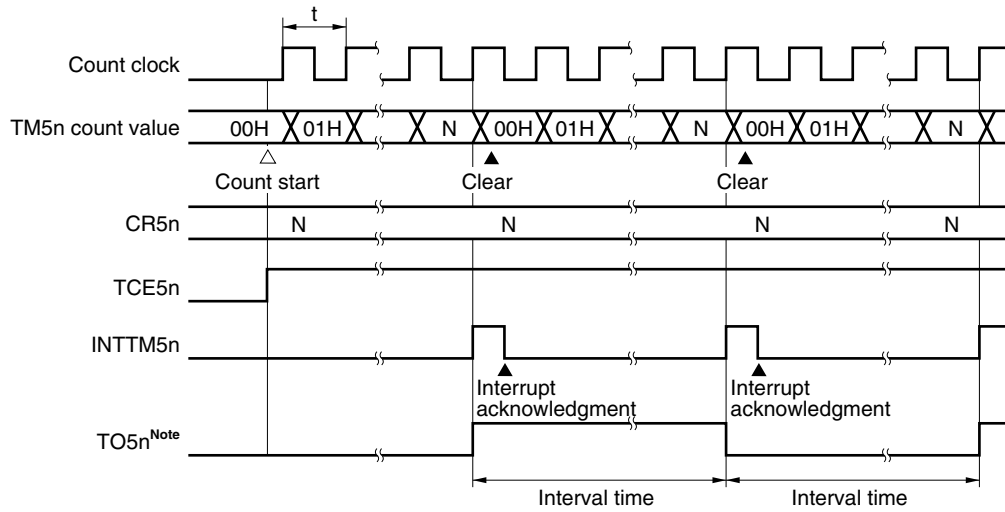 t
Count clock
TM5n count value 00H 01H N 00H 01H N 00H 01H N
Count start Clear Clear
CR5n N N N N
TCE5n
INTTM5n
Interrupt acknowledgment Interrupt acknowledgment
TO5nNote
Interval time Interval time